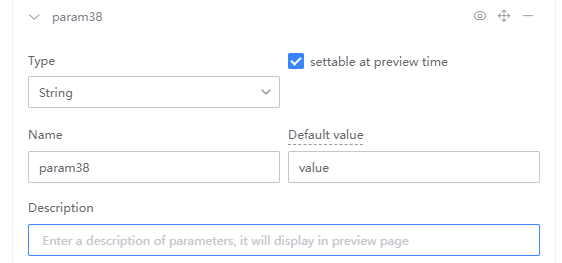 param38
Type
settable at preview time
String
Name
Default value
param38
value
Description
Enter a description of parameters, it will display in preview page